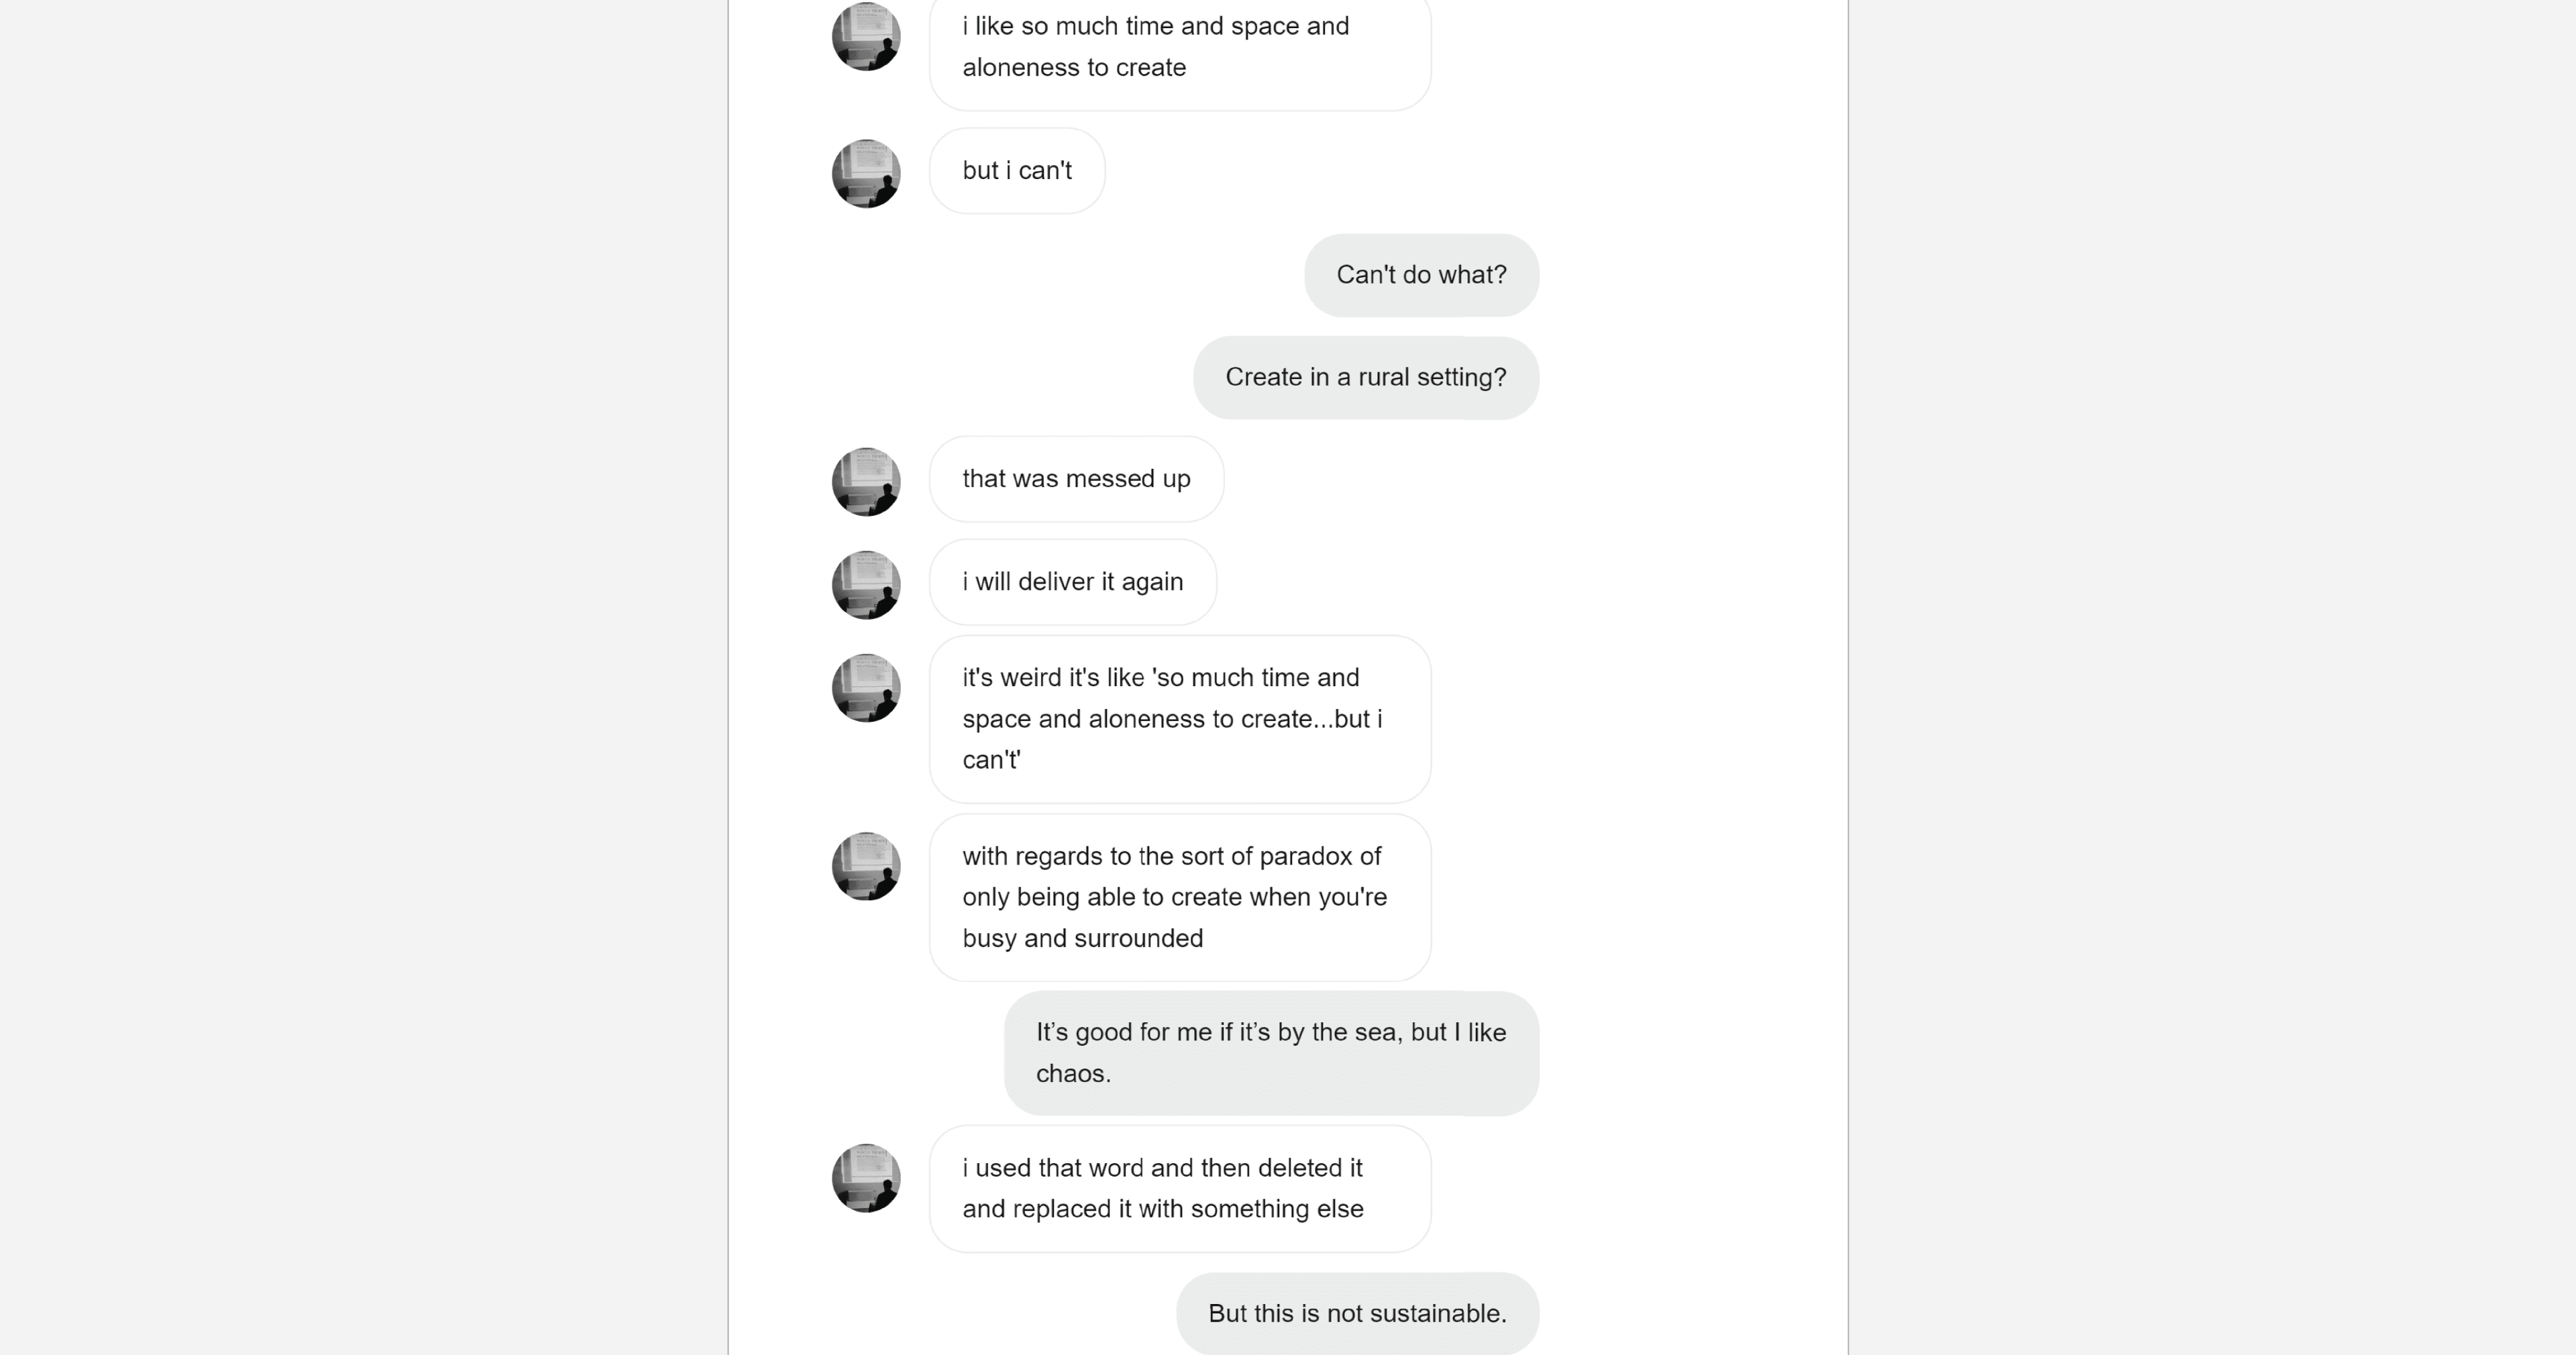 i like so much time and space and
aloneness to create
but i can't
Can't do what?
Create in a rural setting?
that was messed up
i will deliver it again
it's weird it's like 'so much time and
space and aloneness to create...but i
can't'
with regards to the sort of paradox of
only being able to create when you're
busy and surrounded
It’s good for me if it’s by the sea, but I like
chaos.
i used that word and then deleted it
and replaced it with something else
But this is not sustainable.